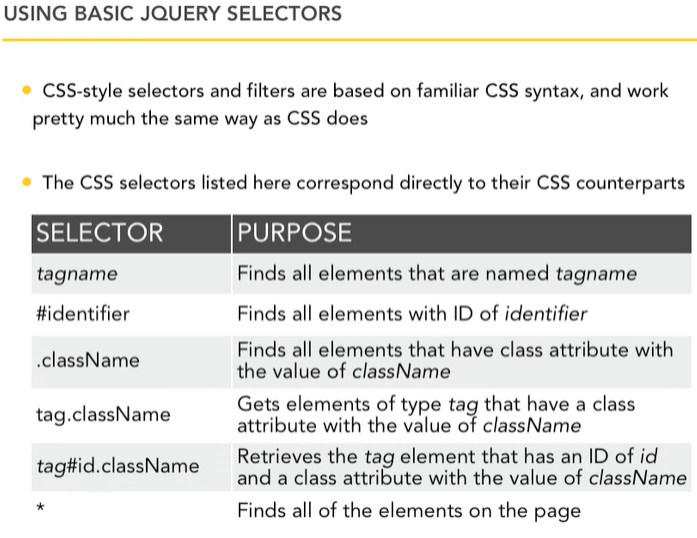 USING BASIC JQUERY SELECTORS
CSS-style selectors and filters are based on familiar CSS syntax, and work
pretty much the same way as CSS does
The CSS selectors listed here correspond directly to their CSS counterparts
SELECTOR PURPOSE
tagname Finds all elements that are named tagname
#identifier Finds all elements with ID of identifier
.className Finds all elements that have class attribute with
the value of className
tag.className Gets elements of type tag that have a class
attribute with the value of className
tag#id.className Retrieves the tag element that has an ID of id
and a class attribute with the value of className
* Finds all of the elements on the page